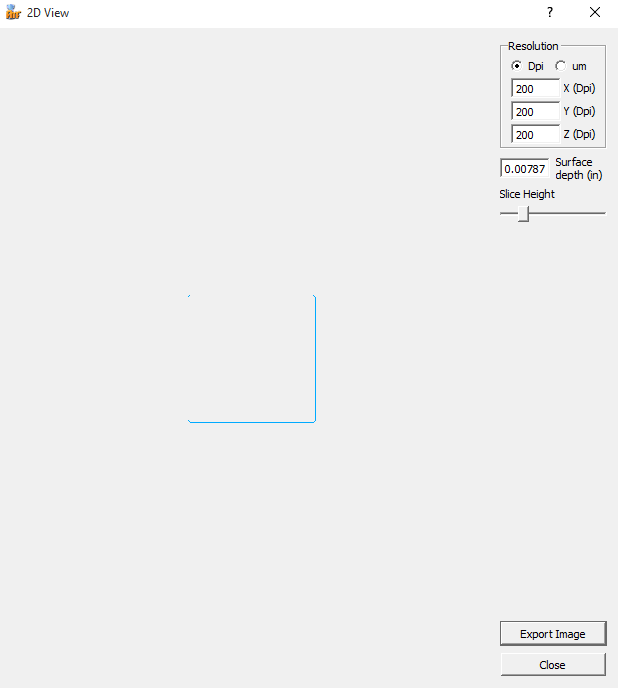 2D View
?
Resolution
Dpi um
200 X (Dpi)
200 Y (Dpi)
200 Z (Dpi)
0.00787 Surface
depth (in)
Slice Height
Export Image
Close